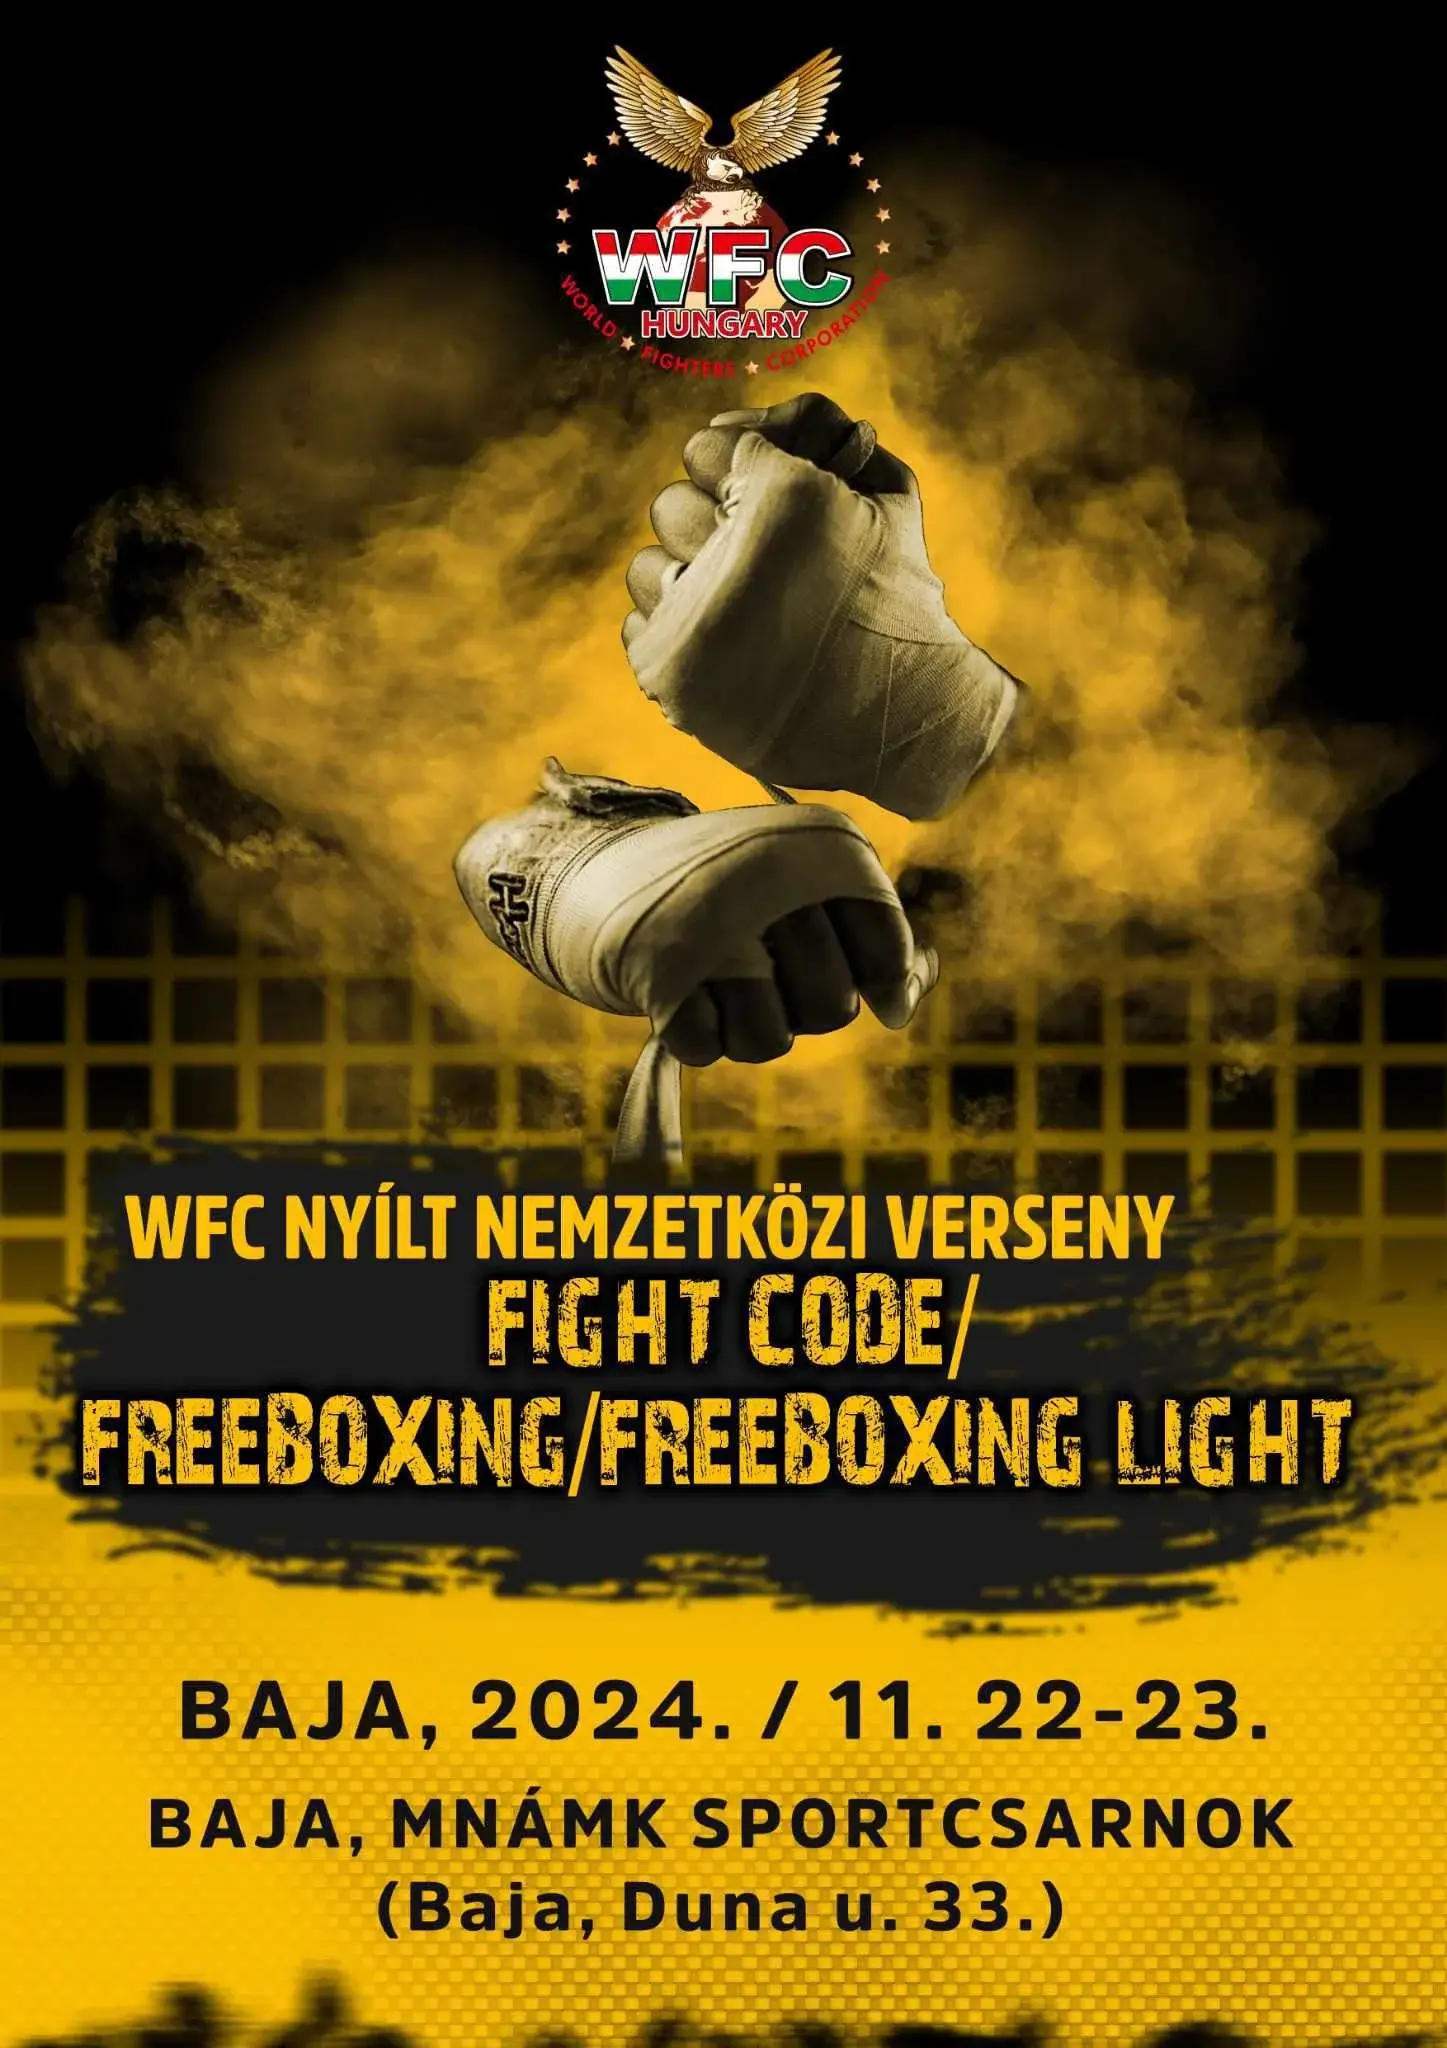 WFC
HUNGARY
WORLD FIGHTERS CORPORATION
WFC NYÍLT NEMZETKÖZI VERSENY
FIGHT CODE/
FREEBOXING/FREEBOXING LIGHT
BAJA, 2024. / 11. 22-23.
BAJA, MNÁMK SPORTCSARNOK
(Baja, Duna u. 33.)